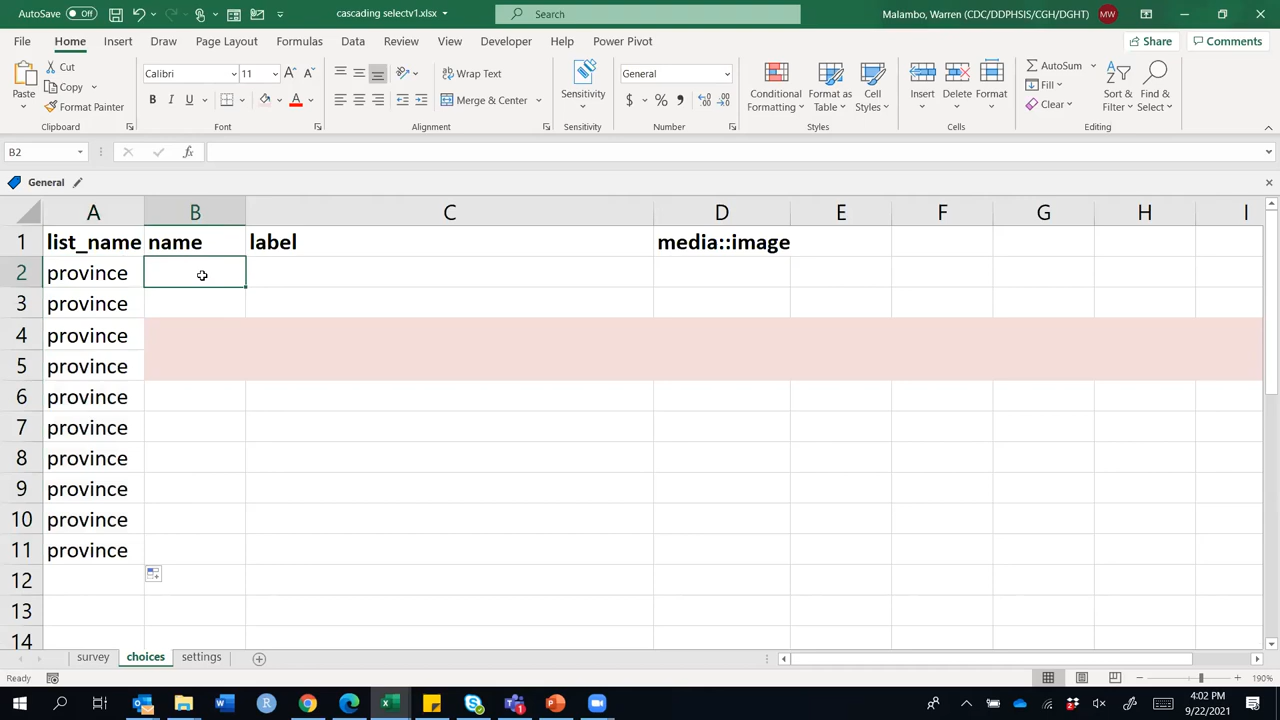 AutoSave Off
cascading selectv1.xlsx
Search
Malambo, Warren (CDC/DDPHSIS/CGH/DGHT) MW
File Home Insert Draw Page Layout Formulas Data Review View Developer Help Power Pivot Share Comments
Paste
Cut
Copy
Format Painter
Clipboard
Calibri 11
B I U
Font
Wrap Text
Merge & Center
Alignment
Sensitivity
Sensitivity
General
$ % ,
Number
Conditional Formatting
Format as Table
Cell Styles
Styles
Insert
Delete
Format
Cells
AutoSum
Fill
Clear
Sort & Filter
Find & Select
Editing
B2 fx
General
A B C D E F G H I
1 list_name name label media::image
2 province
3 province
4 province
5 province
6 province
7 province
8 province
9 province
10 province
11 province
12
13
14
survey choices settings
Ready 190%
4:02 PM
9/22/2021